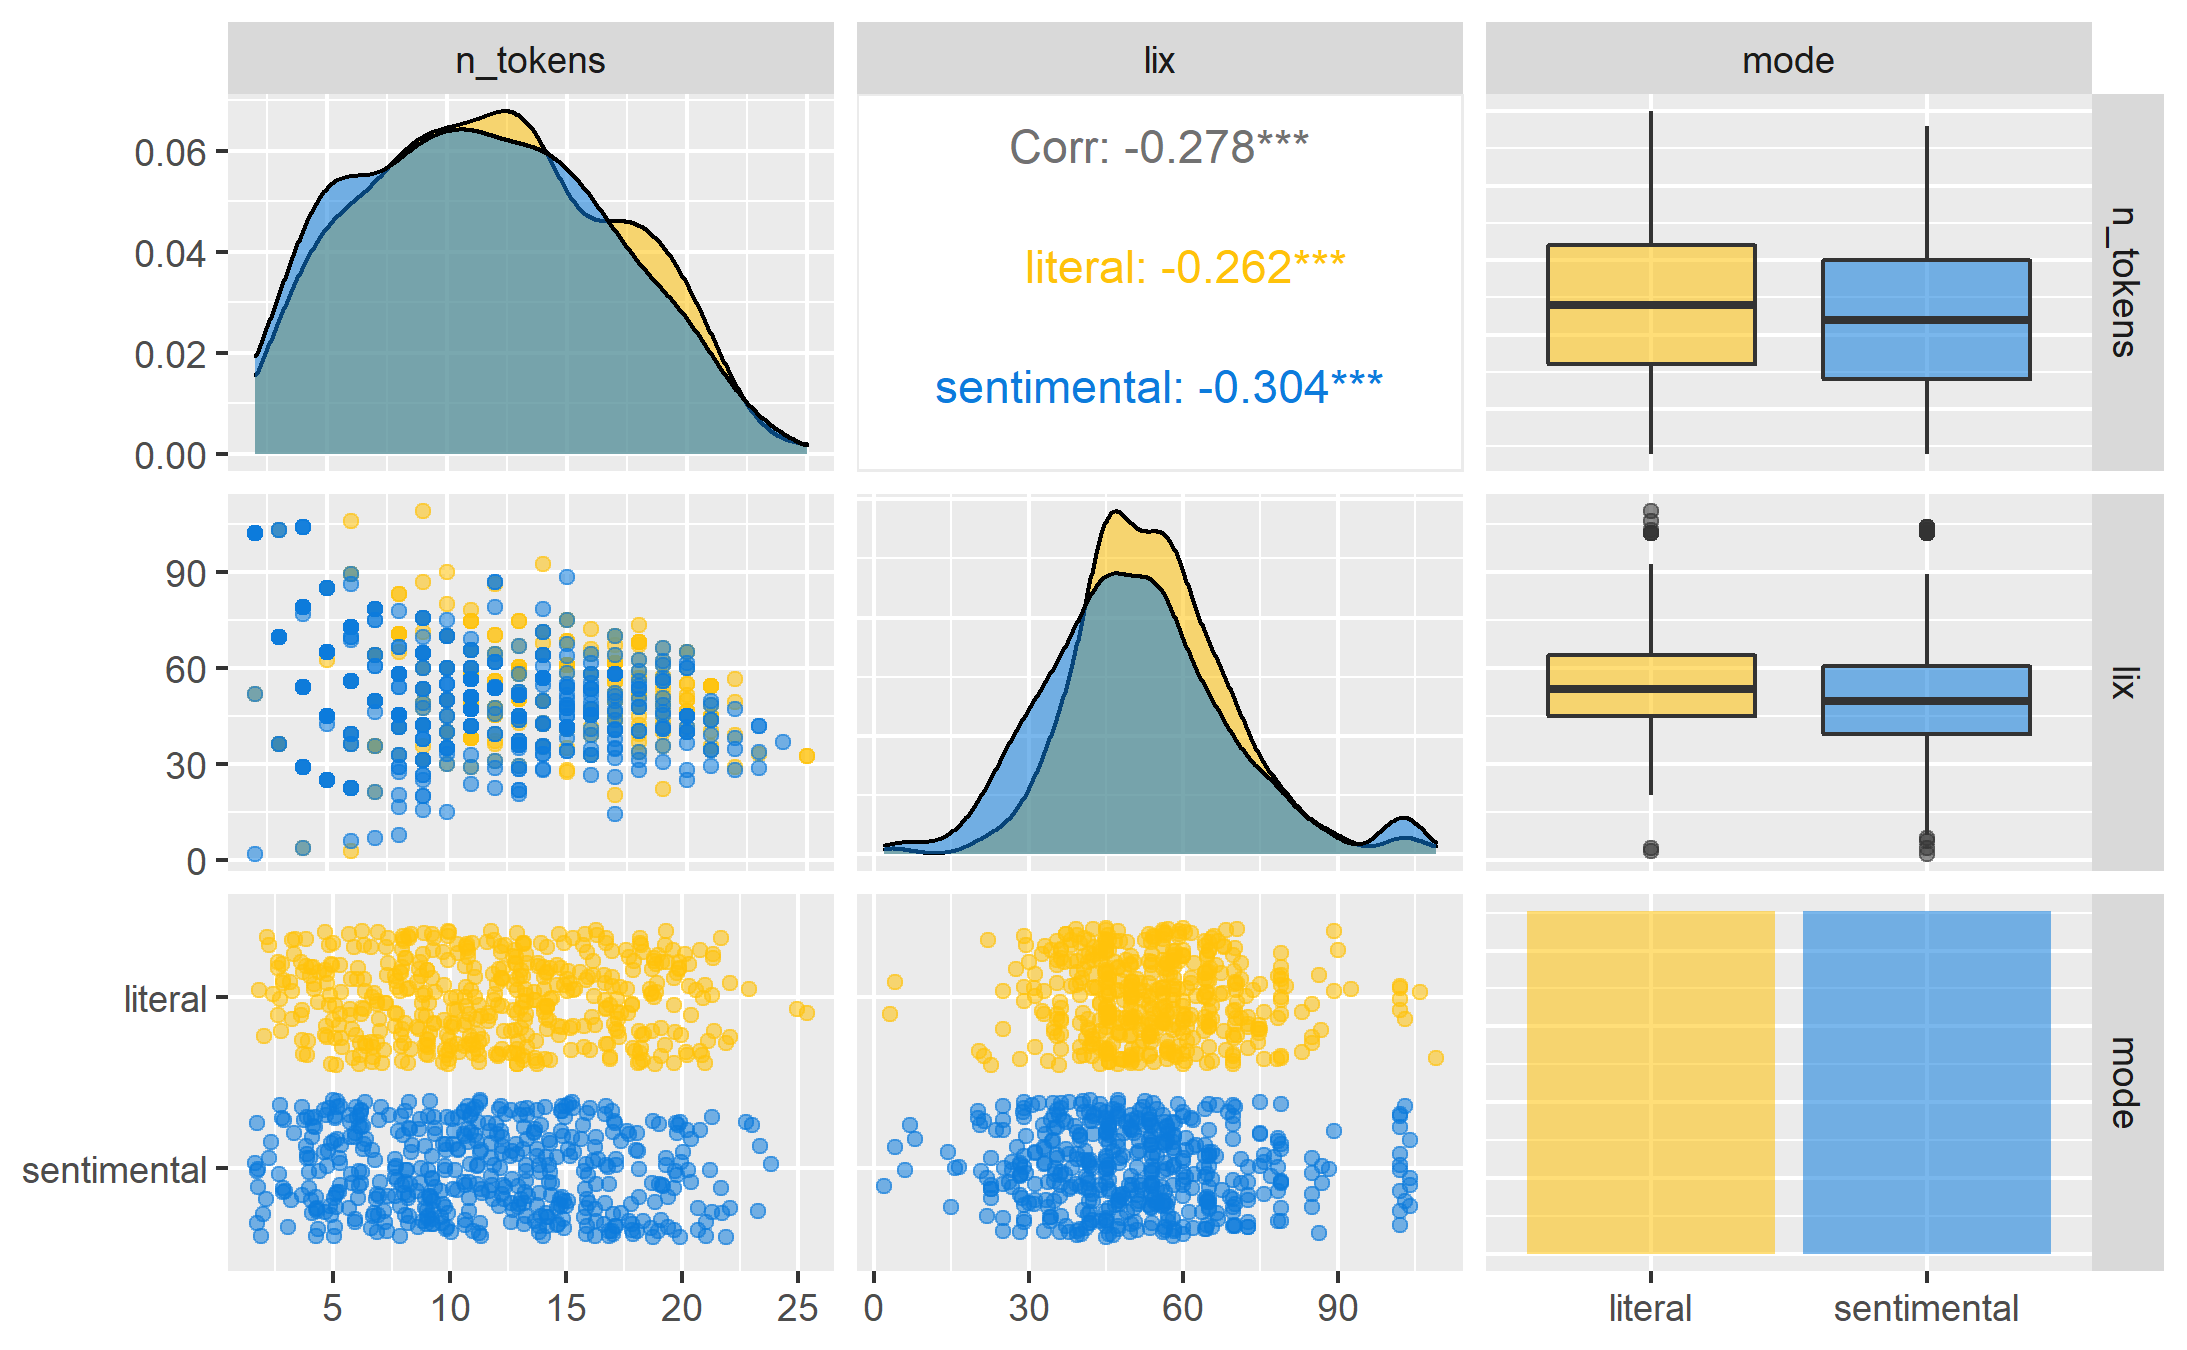 n_tokens
lix
mode
0.06
0.04
0.02
0.00
Corr: -0.278***
literal: -0.262***
sentimental: -0.304***
n_tokens
90
60
30
0
lix
literal
sentimental
mode
5 10 15 20 25
0 30 60 90
literal sentimental